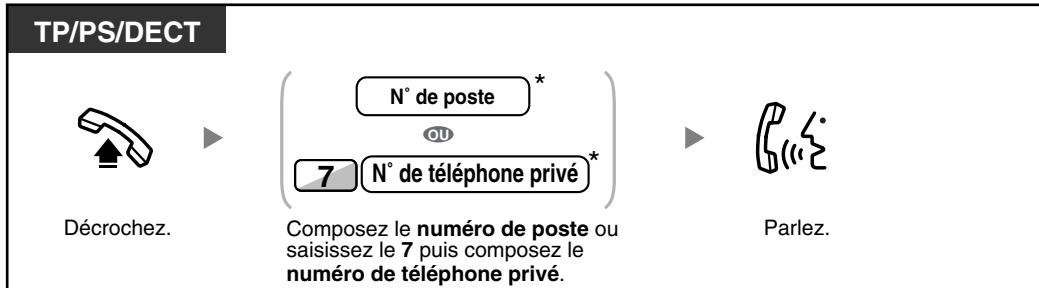 TP/PS/DECT
N° de poste
*
OU
7 N° de téléphone privé
*
Décrochez.
Composez le numéro de poste ou
saisissez le 7 puis composez le
numéro de téléphone privé.
Parlez.